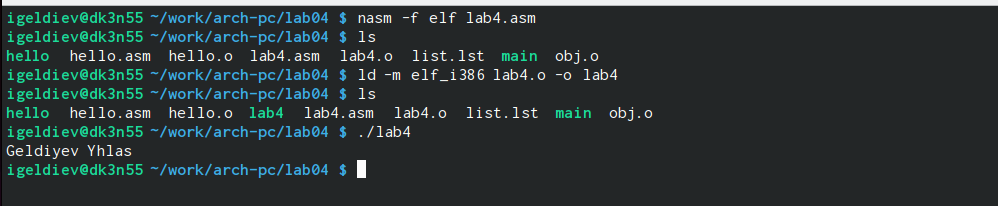 igeldiev@dk3n55 ~/work/arch-pc/lab04 $ nasm -f elf lab4.asm
igeldiev@dk3n55 ~/work/arch-pc/lab04 $ ls
hello hello.asm hello.o lab4.asm lab4.o list.lst main obj.o
igeldiev@dk3n55 ~/work/arch-pc/lab04 $ ld -m elf_i386 lab4.o -o lab4
igeldiev@dk3n55 ~/work/arch-pc/lab04 $ ls
hello hello.asm hello.o lab4 lab4.asm lab4.o list.lst main obj.o
igeldiev@dk3n55 ~/work/arch-pc/lab04 $ ./lab4
Geldiyev Yhlas
igeldiev@dk3n55 ~/work/arch-pc/lab04 $